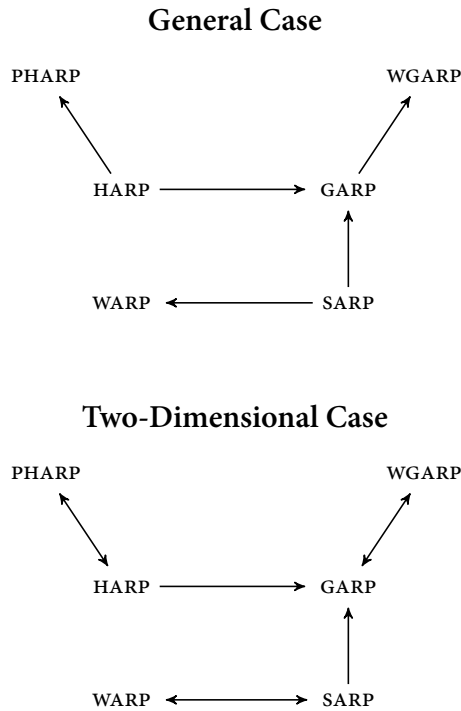 General Case
PHARP WGARP
HARP GARP
WARP SARP
Two-Dimensional Case
PHARP WGARP
HARP GARP
WARP SARP